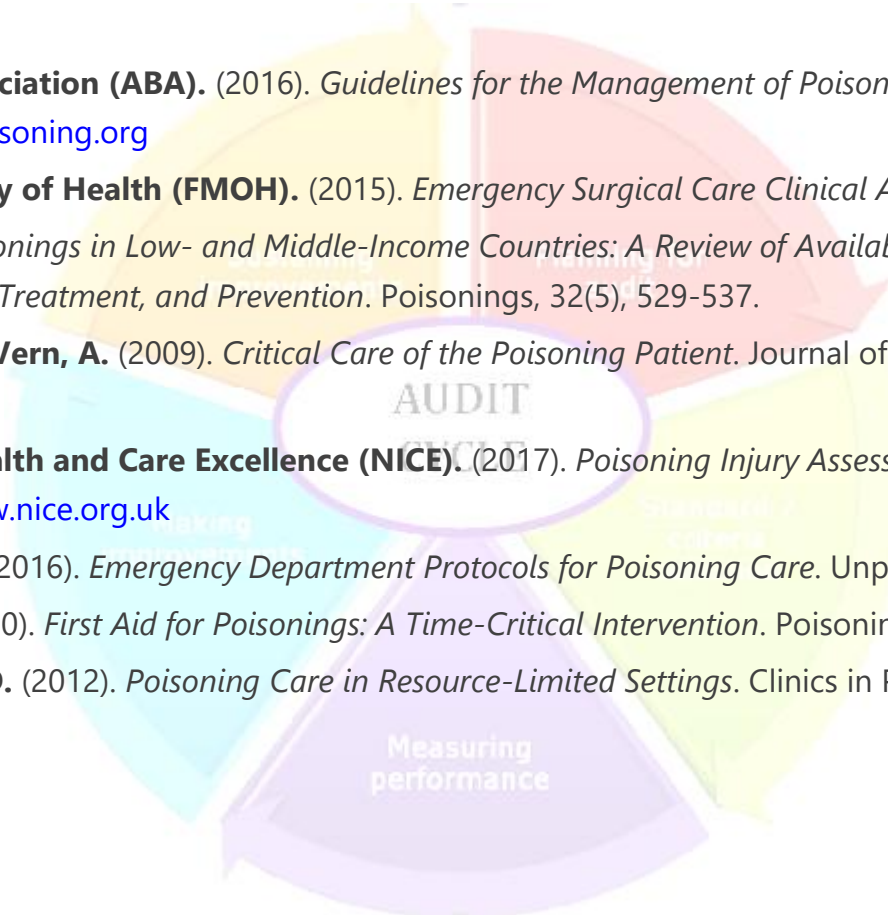 ciation (ABA). (2016). Guidelines for the Management of Poison
soning.org
y of Health (FMOH). (2015). Emergency Surgical Care Clinical A
onings in Low- and Middle-Income Countries: A Review of Availab
Treatment, and Prevention. Poisonings, 32(5), 529-537.
Vern, A. (2009). Critical Care of the Poisoning Patient. Journal of
AUDIT
CYCLE
alth and Care Excellence (NICE). (2017). Poisoning Injury Assess
w.nice.org.uk
Making
improvements
2016). Emergency Department Protocols for Poisoning Care. Unp
0). First Aid for Poisonings: A Time-Critical Intervention. Poisonin
D. (2012). Poisoning Care in Resource-Limited Settings. Clinics in P
Measuring
performance